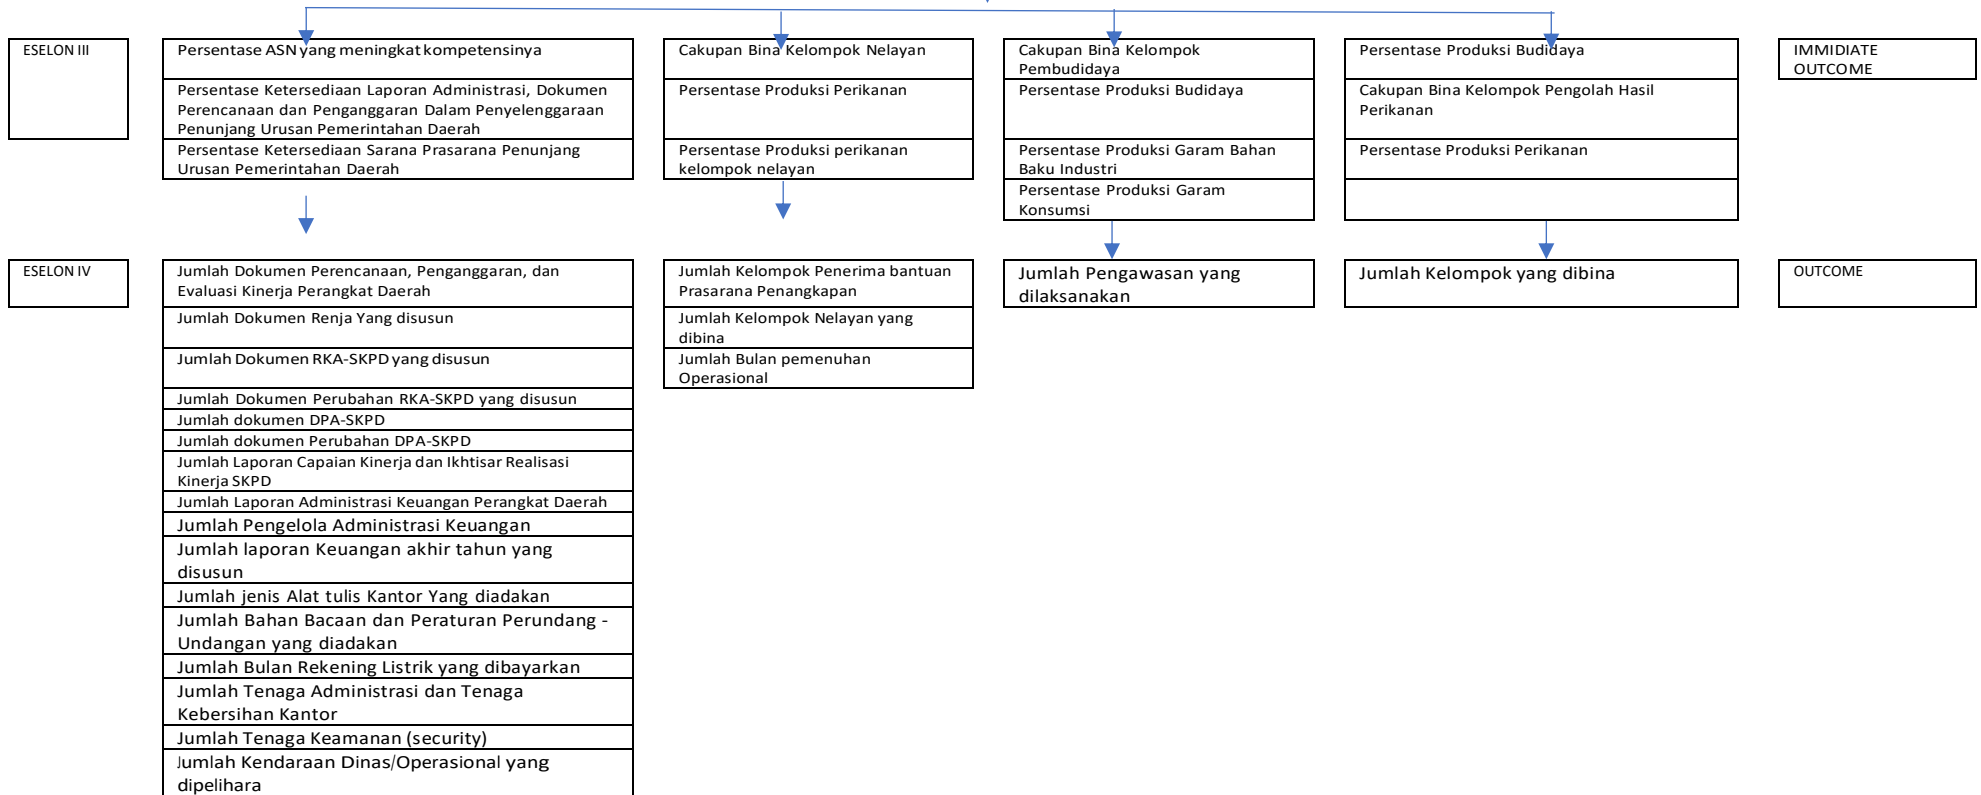 ESELON III
Persentase ASN yang meningkat kompetensinya
Persentase Ketersediaan Laporan Administrasi, Dokumen
Perencanaan dan Penganggaran Dalam Penyelenggaraan
Penunjang Urusan Pemerintahan Daerah
Persentase Ketersediaan Sarana Prasarana Penunjang
Urusan Pemerintahan Daerah
Cakupan Bina Kelompok Nelayan
Persentase Produksi Perikanan
Persentase Produksi perikanan
kelompok nelayan
Cakupan Bina Kelompok
Pembudidaya
Persentase Produksi Budidaya
Persentase Produksi Garam Bahan
Baku Industri
Persentase Produksi Garam
Konsumsi
Persentase Produksi Budidaya
Cakupan Bina Kelompok Pengolah Hasil
Perikanan
Persentase Produksi Perikanan
IMMIDIATE
OUTCOME
ESELON IV
Jumlah Dokumen Perencanaan, Penganggaran, dan
Evaluasi Kinerja Perangkat Daerah
Jumlah Dokumen Renja Yang disusun
Jumlah Dokumen RKA-SKPD yang disusun
Jumlah Dokumen Perubahan RKA-SKPD yang disusun
Jumlah dokumen DPA-SKPD
Jumlah dokumen Perubahan DPA-SKPD
Jumlah Laporan Capaian Kinerja dan Ikhtisar Realisasi
Kinerja SKPD
Jumlah Laporan Administrasi Keuangan Perangkat Daerah
Jumlah Pengelola Administrasi Keuangan
Jumlah laporan Keuangan akhir tahun yang
disusun
Jumlah jenis Alat tulis Kantor Yang diadakan
Jumlah Bahan Bacaan dan Peraturan Perundang -
Undangan yang diadakan
Jumlah Bulan Rekening Listrik yang dibayarkan
Jumlah Tenaga Administrasi dan Tenaga
Kebersihan Kantor
Jumlah Tenaga Keamanan (security)
Jumlah Kendaraan Dinas/Operasional yang
dipelihara
Jumlah Kelompok Penerima bantuan
Prasarana Penangkapan
Jumlah Kelompok Nelayan yang
dibina
Jumlah Bulan pemenuhan
Operasional
Jumlah Pengawasan yang
dilaksanakan
Jumlah Kelompok yang dibina
OUTCOME